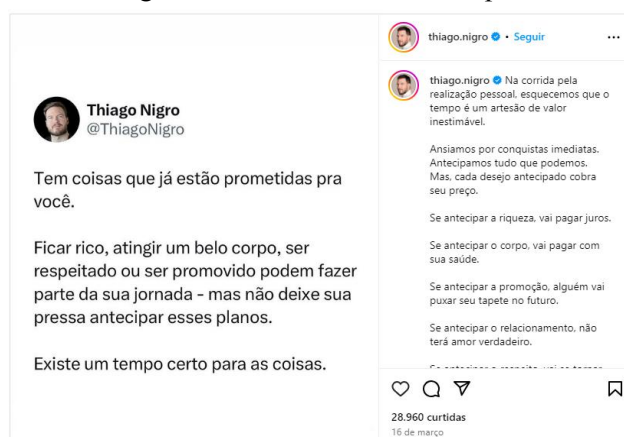 Thiago Nigro
@ThiagoNigro
Tem coisas que já estão prometidas pra
você.
Ficar rico, atingir um belo corpo, ser
respeitado ou ser promovido podem fazer
parte da sua jornada - mas não deixe sua
pressa antecipar esses planos.
Existe um tempo certo para as coisas.
thiago.nigro • Seguir
thiago.nigro Na corrida pela
realização pessoal, esquecemos que o
tempo é um artesão de valor
inestimável.
Ansiamos por conquistas imediatas.
Antecipamos tudo que podemos.
Mas, cada desejo antecipado cobra
seu preço.
Se antecipar a riqueza, vai pagar juros.
Se antecipar o corpo, vai pagar com
sua saúde.
Se antecipar a promoção, alguém vai
puxar seu tapete no futuro.
Se antecipar o relacionamento, não
terá amor verdadeiro.
28.960 curtidas
16 de março